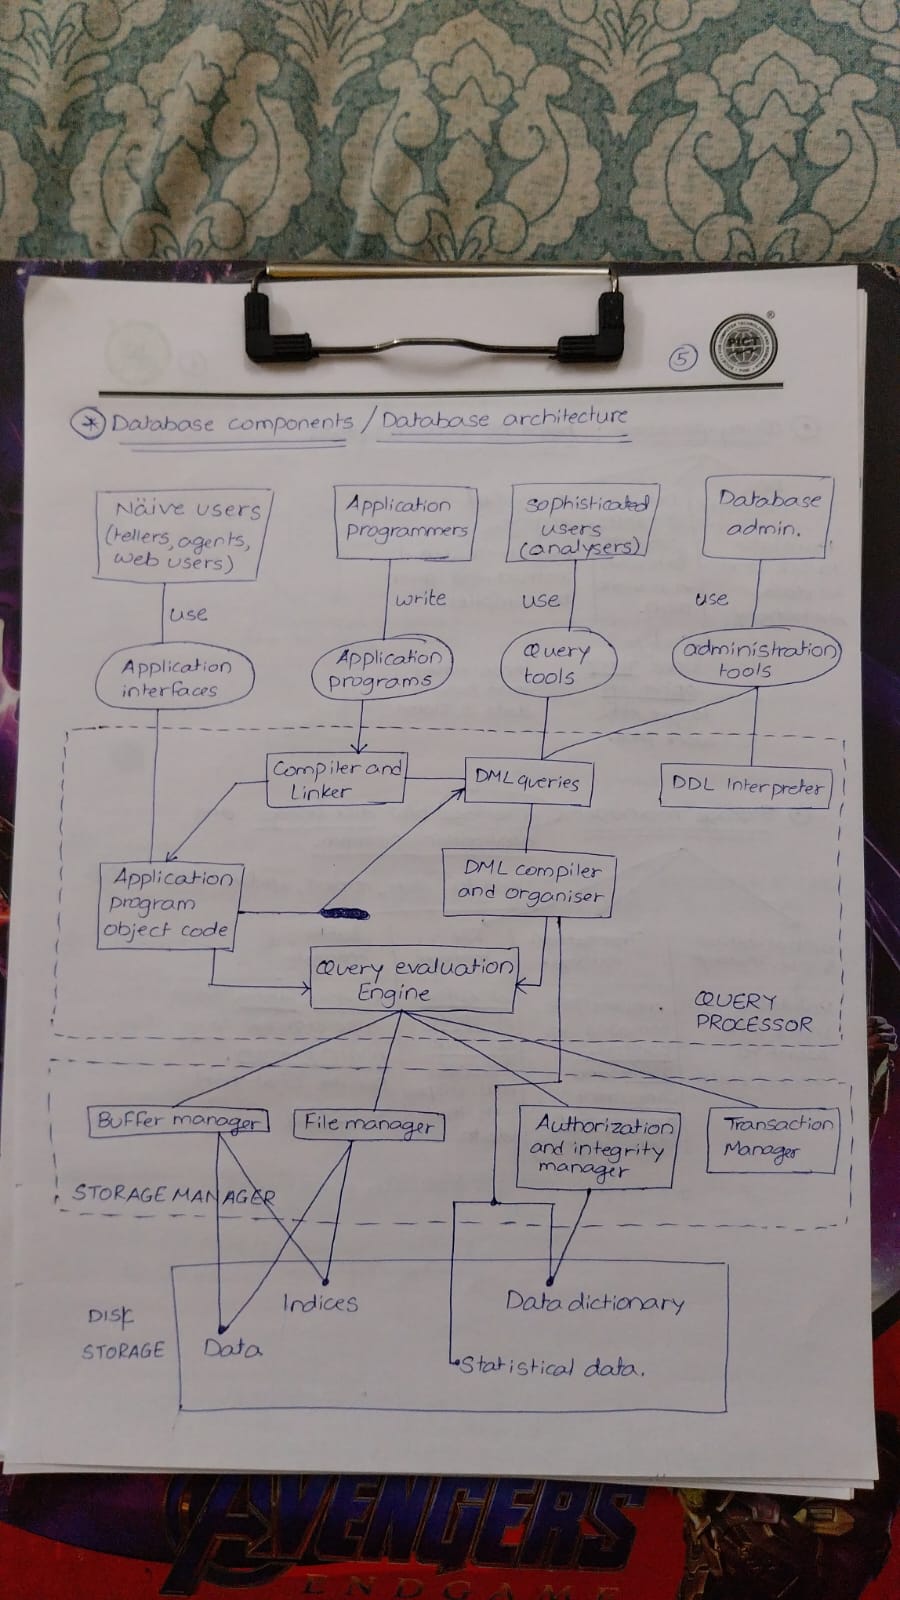 5
PICT
Database components / Database architecture
Näive users
(tellers, agents,
web users)
Application
programmers
Sophisticated
users
(analysers)
Database
admin.
use
write
use
use
Application
interfaces
Application
programs
Query
tools
administration
tools
Compiler and
Linker
DML queries
DDL Interpreter
Application
program
object code
DML compiler
and organiser
Query evaluation
Engine
QUERY
PROCESSOR
Buffer manager
File manager
Authorization
and integrity
manager
Transaction
Manager
STORAGE MANAGER
DISK
STORAGE
Indices
Data dictionary
Data
Statistical data.
AVENGERS
ENDGAME